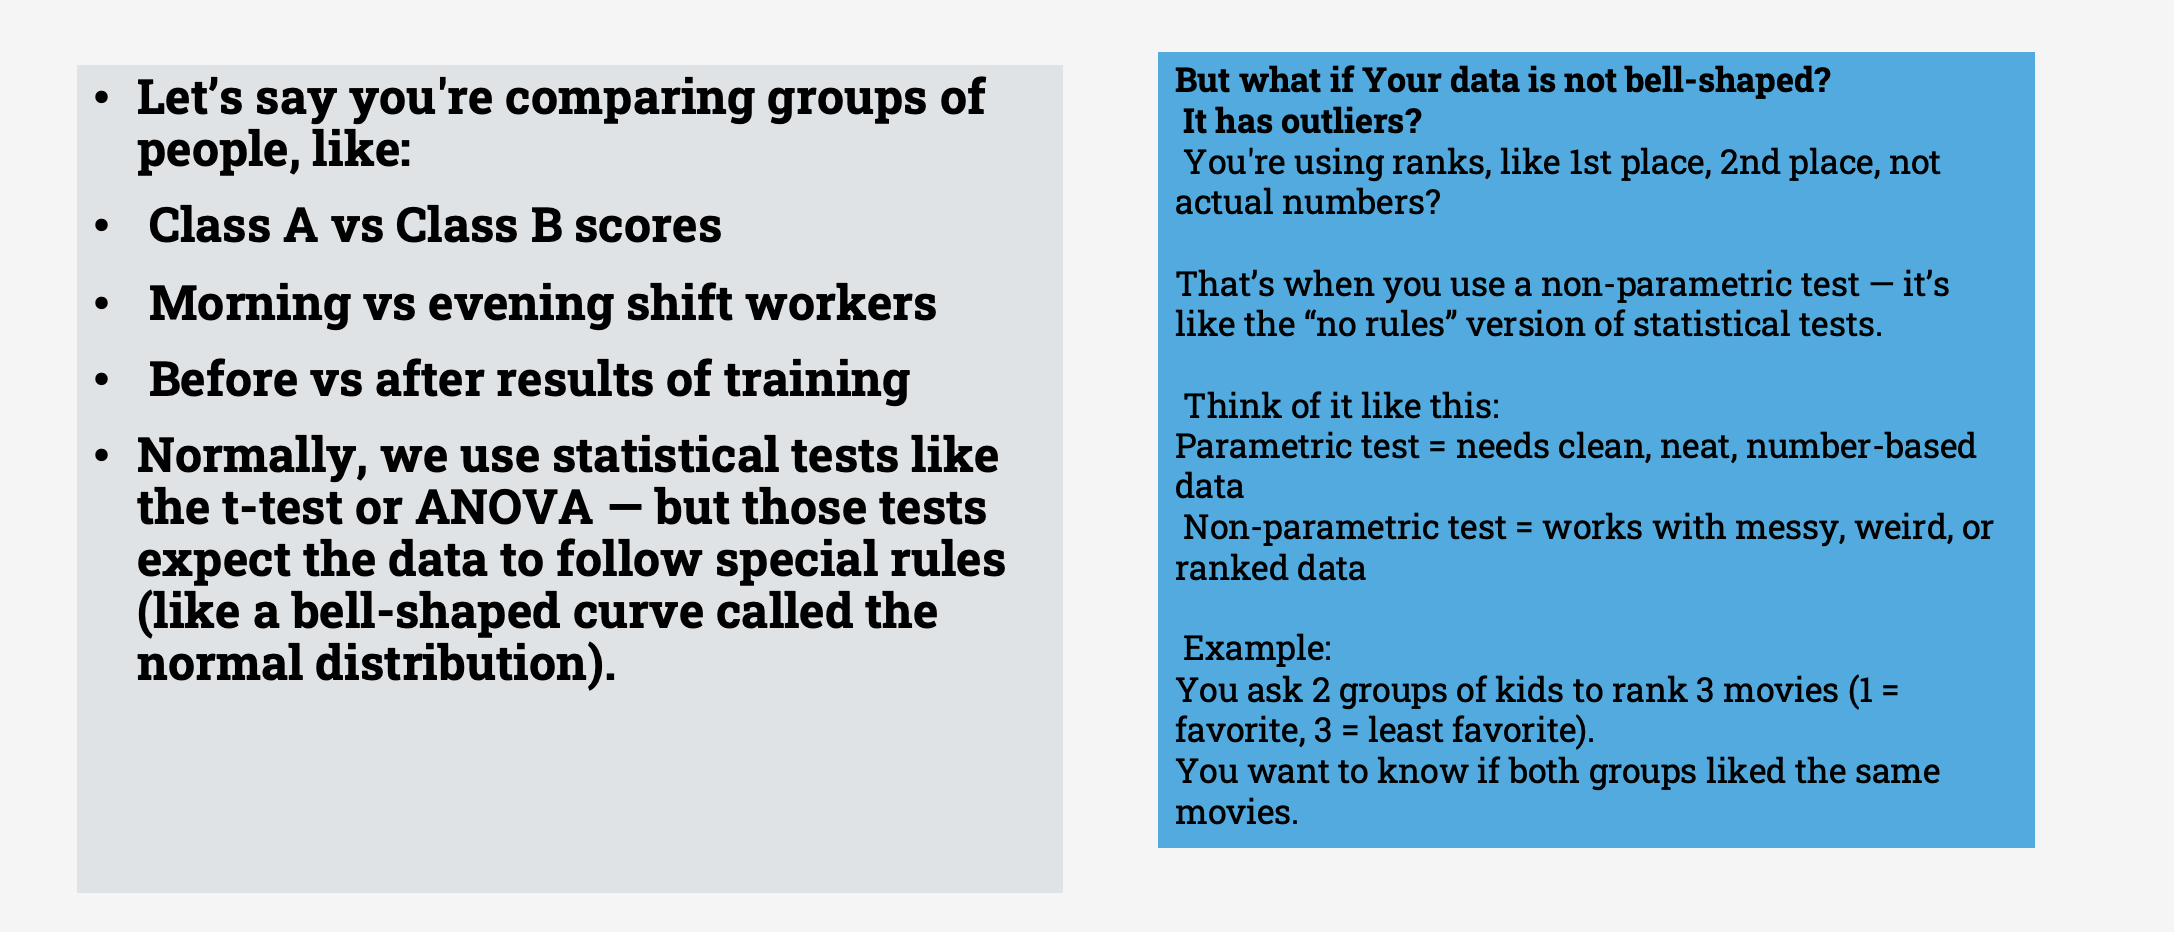 • Let’s say you're comparing groups of
people, like:
• Class A vs Class B scores
• Morning vs evening shift workers
• Before vs after results of training
• Normally, we use statistical tests like
the t-test or ANOVA — but those tests
expect the data to follow special rules
(like a bell-shaped curve called the
normal distribution).
But what if Your data is not bell-shaped?
It has outliers?
You're using ranks, like 1st place, 2nd place, not
actual numbers?
That’s when you use a non-parametric test — it’s
like the “no rules” version of statistical tests.
Think of it like this:
Parametric test = needs clean, neat, number-based
data
Non-parametric test = works with messy, weird, or
ranked data
Example:
You ask 2 groups of kids to rank 3 movies (1 =
favorite, 3 = least favorite).
You want to know if both groups liked the same
movies.